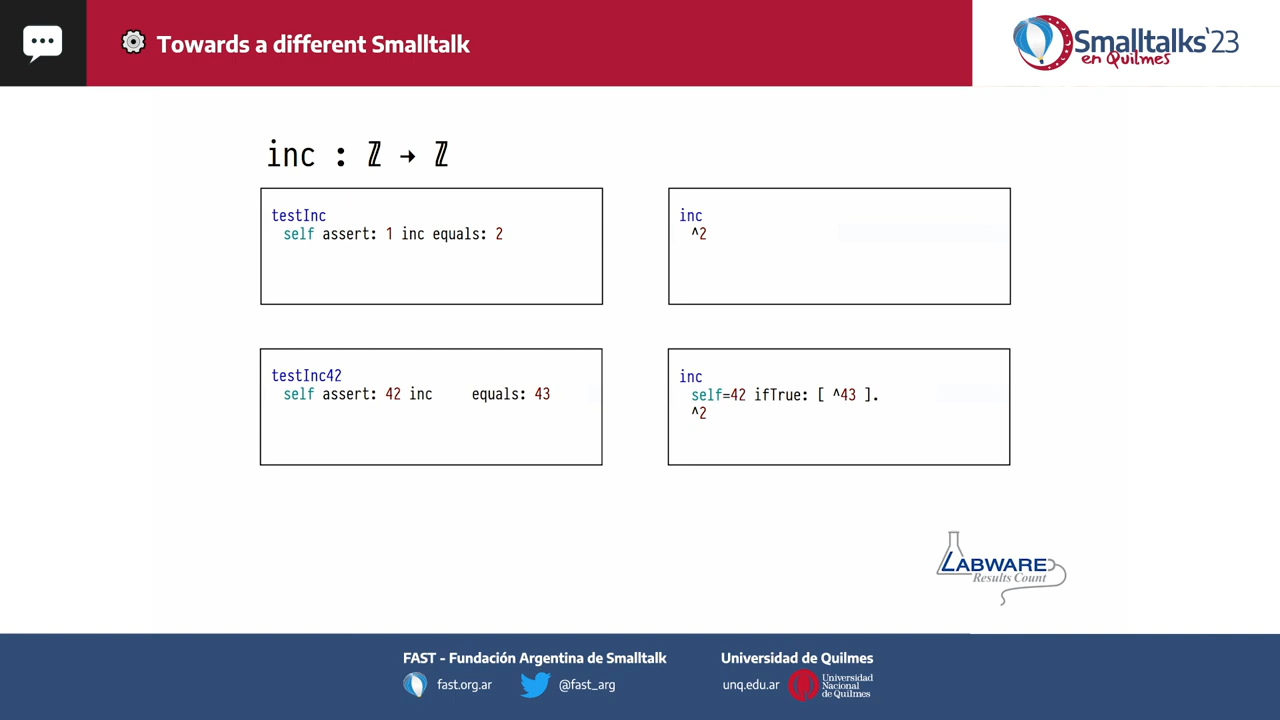 Towards a different Smalltalk
Smalltalks'23
en Quilmes
inc : ℤ → ℤ
testInc
self assert: 1 inc equals: 2
inc
^2
testInc42
self assert: 42 inc equals: 43
inc
self=42 ifTrue: [ ^43 ].
^2
LABWARE
Results Count
FAST - Fundación Argentina de Smalltalk
fast.org.ar
@fast_arg
Universidad de Quilmes
unq.edu.ar
Universidad
Nacional
de Quilmes